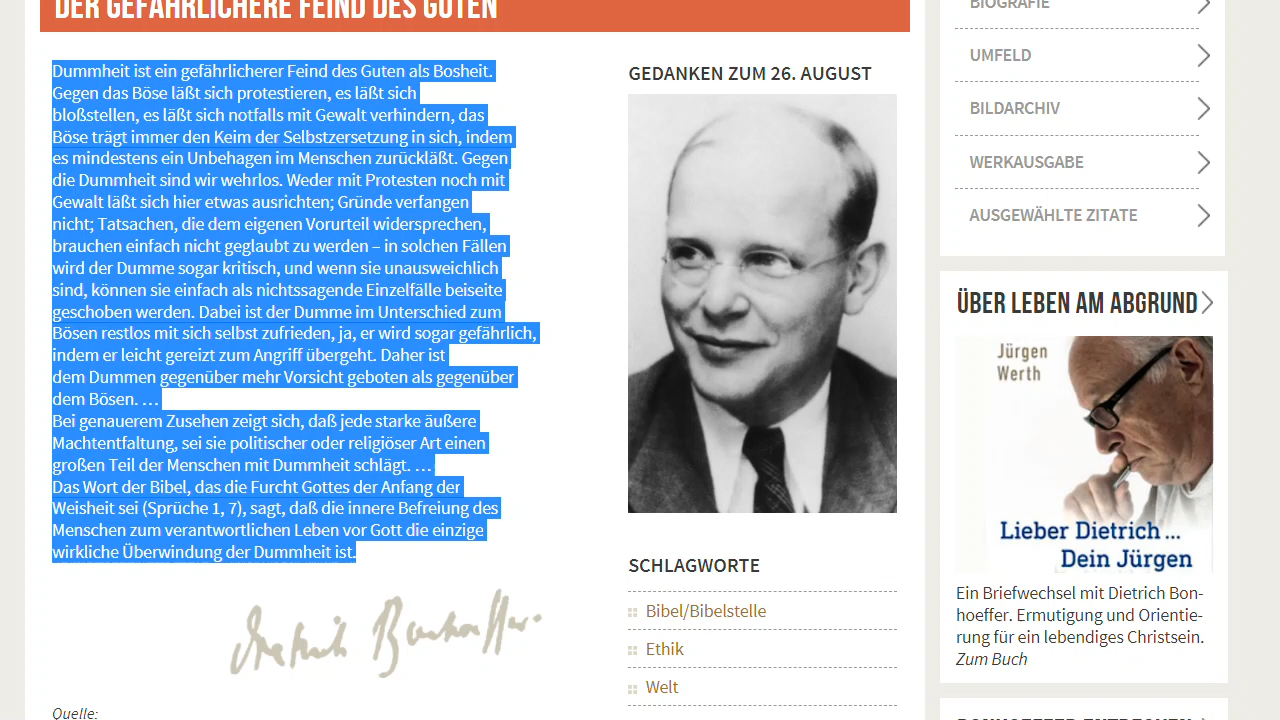 DER GEFÄHRLICHERE FEIND DES GUTEN
Dummheit ist ein gefährlicherer Feind des Guten als Bosheit.
Gegen das Böse läßt sich protestieren, es läßt sich
bloßstellen, es läßt sich notfalls mit Gewalt verhindern, das
Böse trägt immer den Keim der Selbstzersetzung in sich, indem
es mindestens ein Unbehagen im Menschen zurückläßt. Gegen
die Dummheit sind wir wehrlos. Weder mit Protesten noch mit
Gewalt läßt sich hier etwas ausrichten; Gründe verfangen
nicht; Tatsachen, die dem eigenen Vorurteil widersprechen,
brauchen einfach nicht geglaubt zu werden – in solchen Fällen
wird der Dumme sogar kritisch, und wenn sie unausweichlich
sind, können sie einfach als nichtssagende Einzelfälle beiseite
geschoben werden. Dabei ist der Dumme im Unterschied zum
Bösen restlos mit sich selbst zufrieden, ja, er wird sogar gefährlich,
indem er leicht gereizt zum Angriff übergeht. Daher ist
dem Dummen gegenüber mehr Vorsicht geboten als gegenüber
dem Bösen. …
Bei genauerem Zusehen zeigt sich, daß jede starke äußere
Machtentfaltung, sei sie politischer oder religiöser Art einen
großen Teil der Menschen mit Dummheit schlägt. …
Das Wort der Bibel, das die Furcht Gottes der Anfang der
Weisheit sei (Sprüche 1, 7), sagt, daß die innere Befreiung des
Menschen zum verantwortlichen Leben vor Gott die einzige
wirkliche Überwindung der Dummheit ist.
Dietrich Bonhoeffer.
Quelle:
GEDANKEN ZUM 26. AUGUST
SCHLAGWORTE
Bibel/Bibelstelle
Ethik
Welt
BIOGRAFIE
UMFELD
BILDARCHIV
WERKAUSGABE
AUSGEWÄHLTE ZITATE
ÜBER LEBEN AM ABGRUND
Jürgen
Werth
Lieber Dietrich ...
Dein Jürgen
Ein Briefwechsel mit Dietrich Bon-
hoeffer. Ermutigung und Orientie-
rung für ein lebendiges Christsein.
Zum Buch